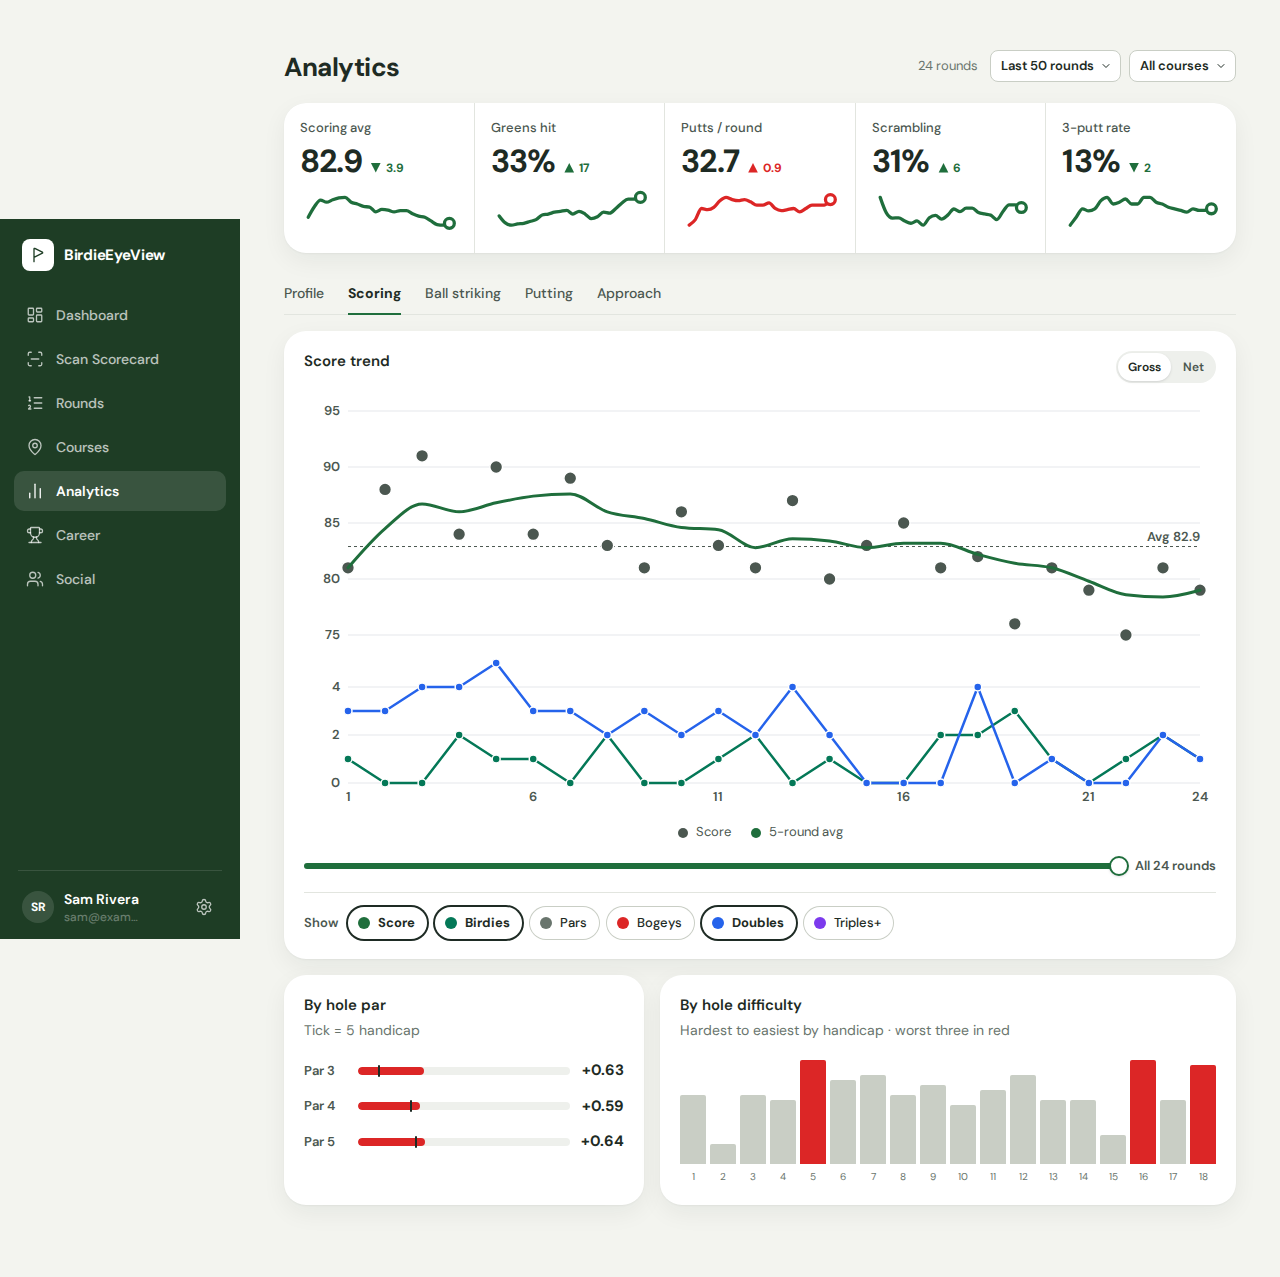 Analytics
24 rounds
Last 50 rounds
All courses
Scoring avg
82.9 ▼ 3.9
Greens hit
33% ▲ 17
Putts / round
32.7 ▲ 0.9
Scrambling
31% ▲ 6
3-putt rate
13% ▼ 2
BirdieEyeView
Dashboard
Scan Scorecard
Rounds
Courses
Analytics
Career
Social
SR
Sam Rivera
sam@exam...
Profile
Scoring
Ball striking
Putting
Approach
Score trend
Gross
Net
95
90
85
Avg 82.9
80
75
4
2
0
1 6 11 16 21 24
Score
5-round avg
All 24 rounds
Show
Score
Birdies
Pars
Bogeys
Doubles
Triples+
By hole par
Tick = 5 handicap
Par 3 +0.63
Par 4 +0.59
Par 5 +0.64
By hole difficulty
Hardest to easiest by handicap · worst three in red
1 2 3 4 5 6 7 8 9 10 11 12 13 14 15 16 17 18